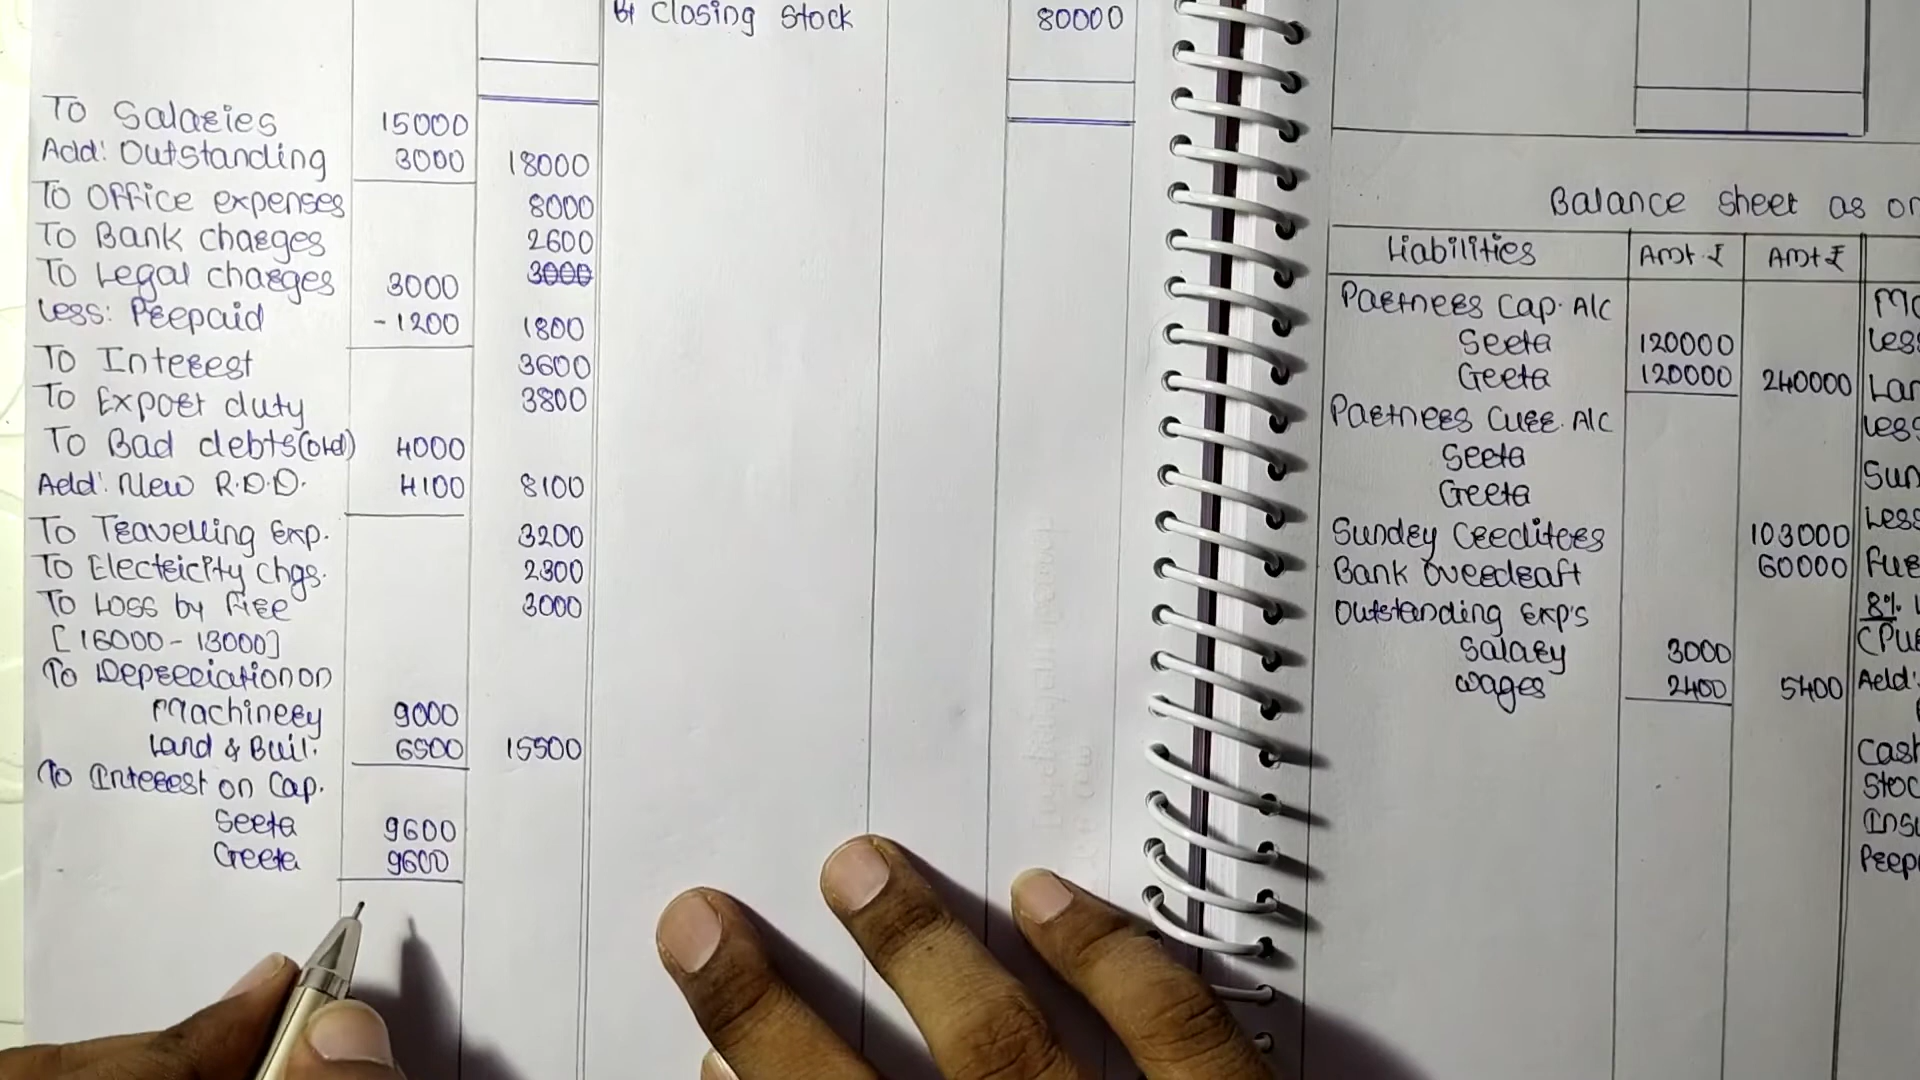 By Closing Stock 80000
To Salaries 15000
Add: Outstanding 3000 18000
To Office expenses 8000
To Bank charges 2600
To Legal charges 3000 3000
Less: Prepaid -1200 1800
To Interest 3600
To Export duty 3800
To Bad debts(old) 4000
Add: New R.D.D. 4100 8100
To Travelling Exp. 3200
To Electricity Chgs. 2300
To Loss by Fire 3000
[16000-13000]
To Depreciation on
Machinery 9000
Land & Buil. 6500 15500
To Interest on Cap.
Seeta 9600
Geeta 9600
Balance sheet as on
Liabilities Amt ₹ Amt ₹
Partners Cap. A/c
Seeta 120000
Geeta 120000 240000
Partners Curr. A/c
Seeta
Geeta
Sundry Creditors 103000
Bank overdraft 60000
Outstanding Exp's
Salary 3000
Wages 2400 5400
Less
Less
Less
8%
Add:
Cash